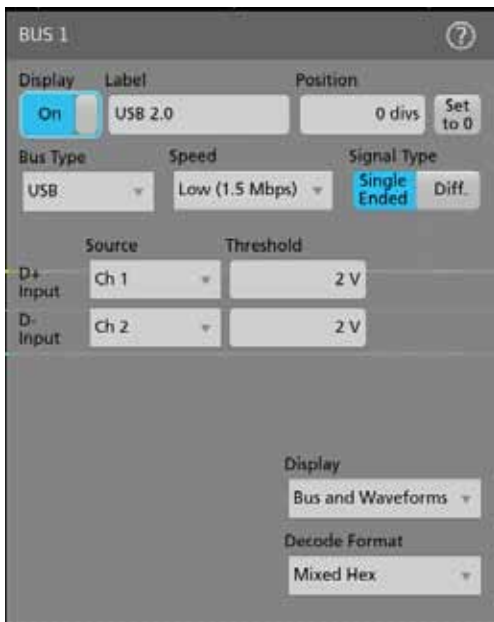 BUS 1 ?
Display Label Position
On USB 2.0 0 divs Set to 0
Bus Type Speed Signal Type
USB Low (1.5 Mbps) Single Ended Diff.
Source Threshold
D+ Input Ch 1 2 V
D- Input Ch 2 2 V
Display
Bus and Waveforms
Decode Format
Mixed Hex